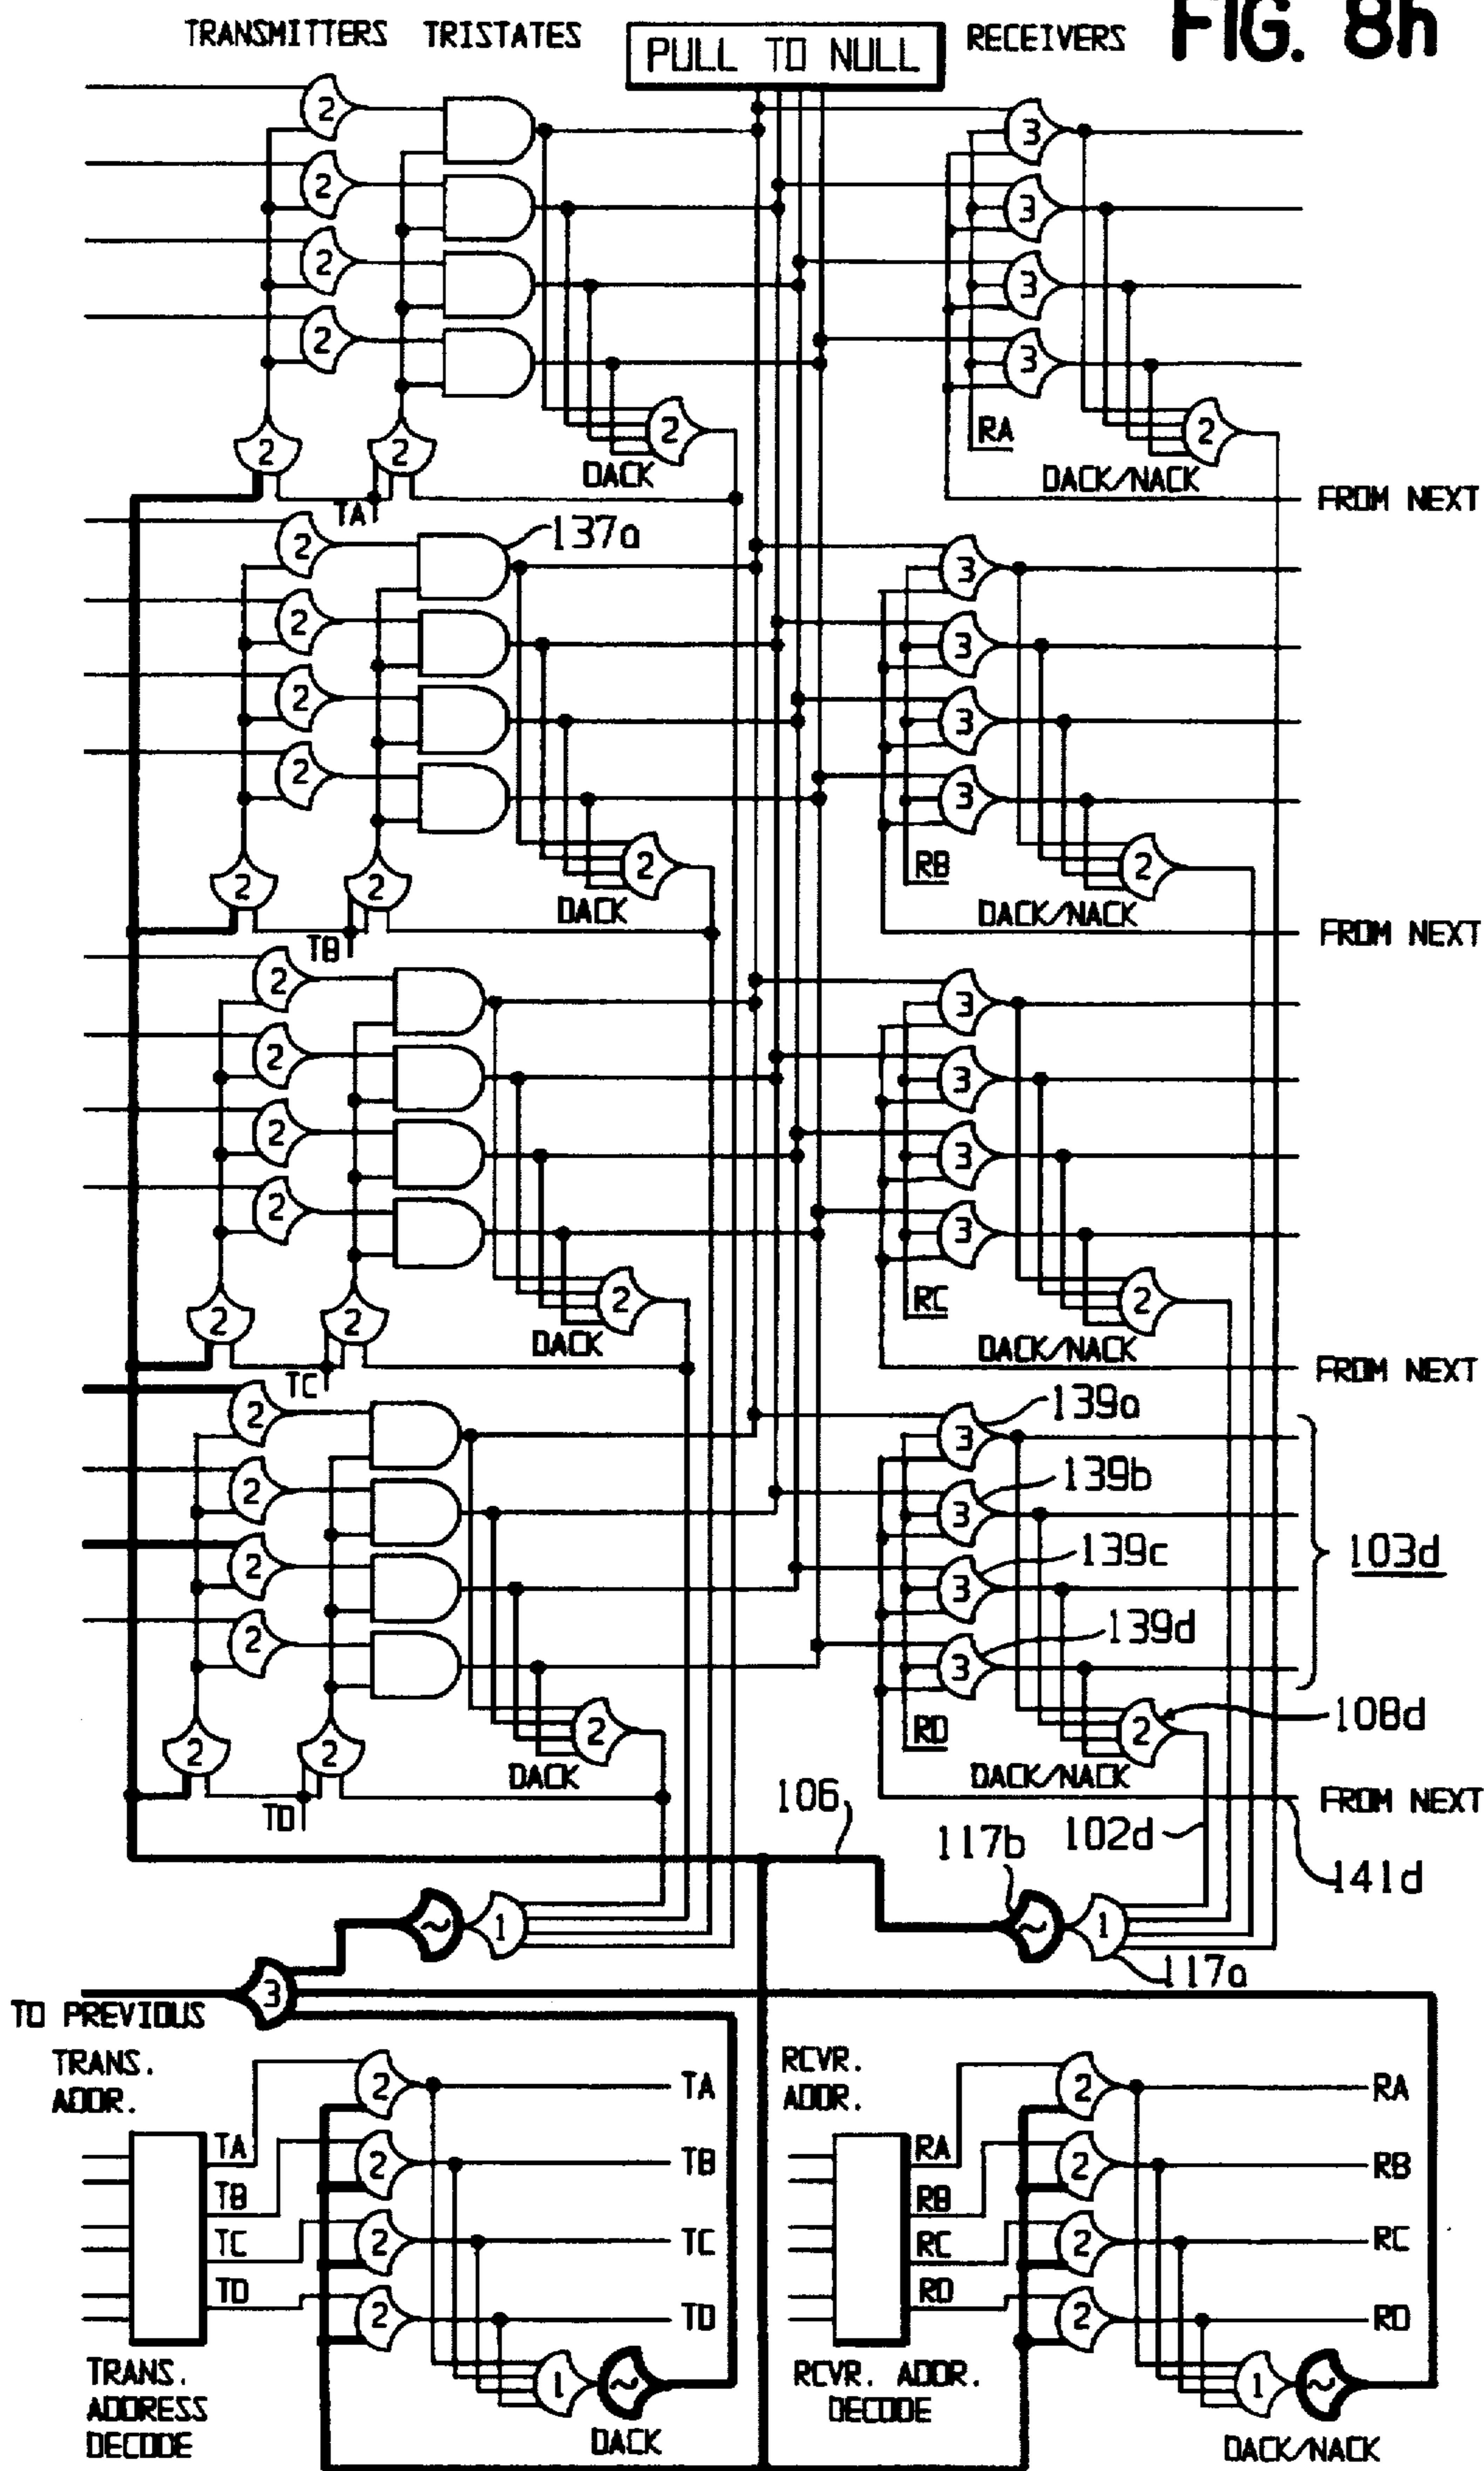 FIG. 8h
TRANSMITTERS TRISTATES PULL TO NULL RECEIVERS
2 3
2 3
2 3
2 3
RA
2 2 2 2
DACK DACK/NACK
TA FROM NEXT
137a
2 3
2 3
2 3
2 3
RB
2 2 2 2
DACK DACK/NACK
TB FROM NEXT
2 3
2 3
2 3
2 3
RC
2 2 2 2
DACK DACK/NACK
TC FROM NEXT
139a
2 3
139b
2 3
139c 103d
2 3
139d
2 3
RD
2 2 2 2 108d
DACK DACK/NACK
TD 106 FROM NEXT
117b 102d
141d
~ 1 ~ 1
117a
3
TO PREVIOUS
TRANS. ADDR.
RCVR. ADDR.
2 TA 2 RA
TA RA
2 TB 2 RB
TB RB
TC 2 TC RC 2 RC
TD RD
2 TD 2 RD
TRANS. ADDRESS DECODE
RCVR. ADDR. DECODE
1 ~ 1 ~
DACK DACK/NACK